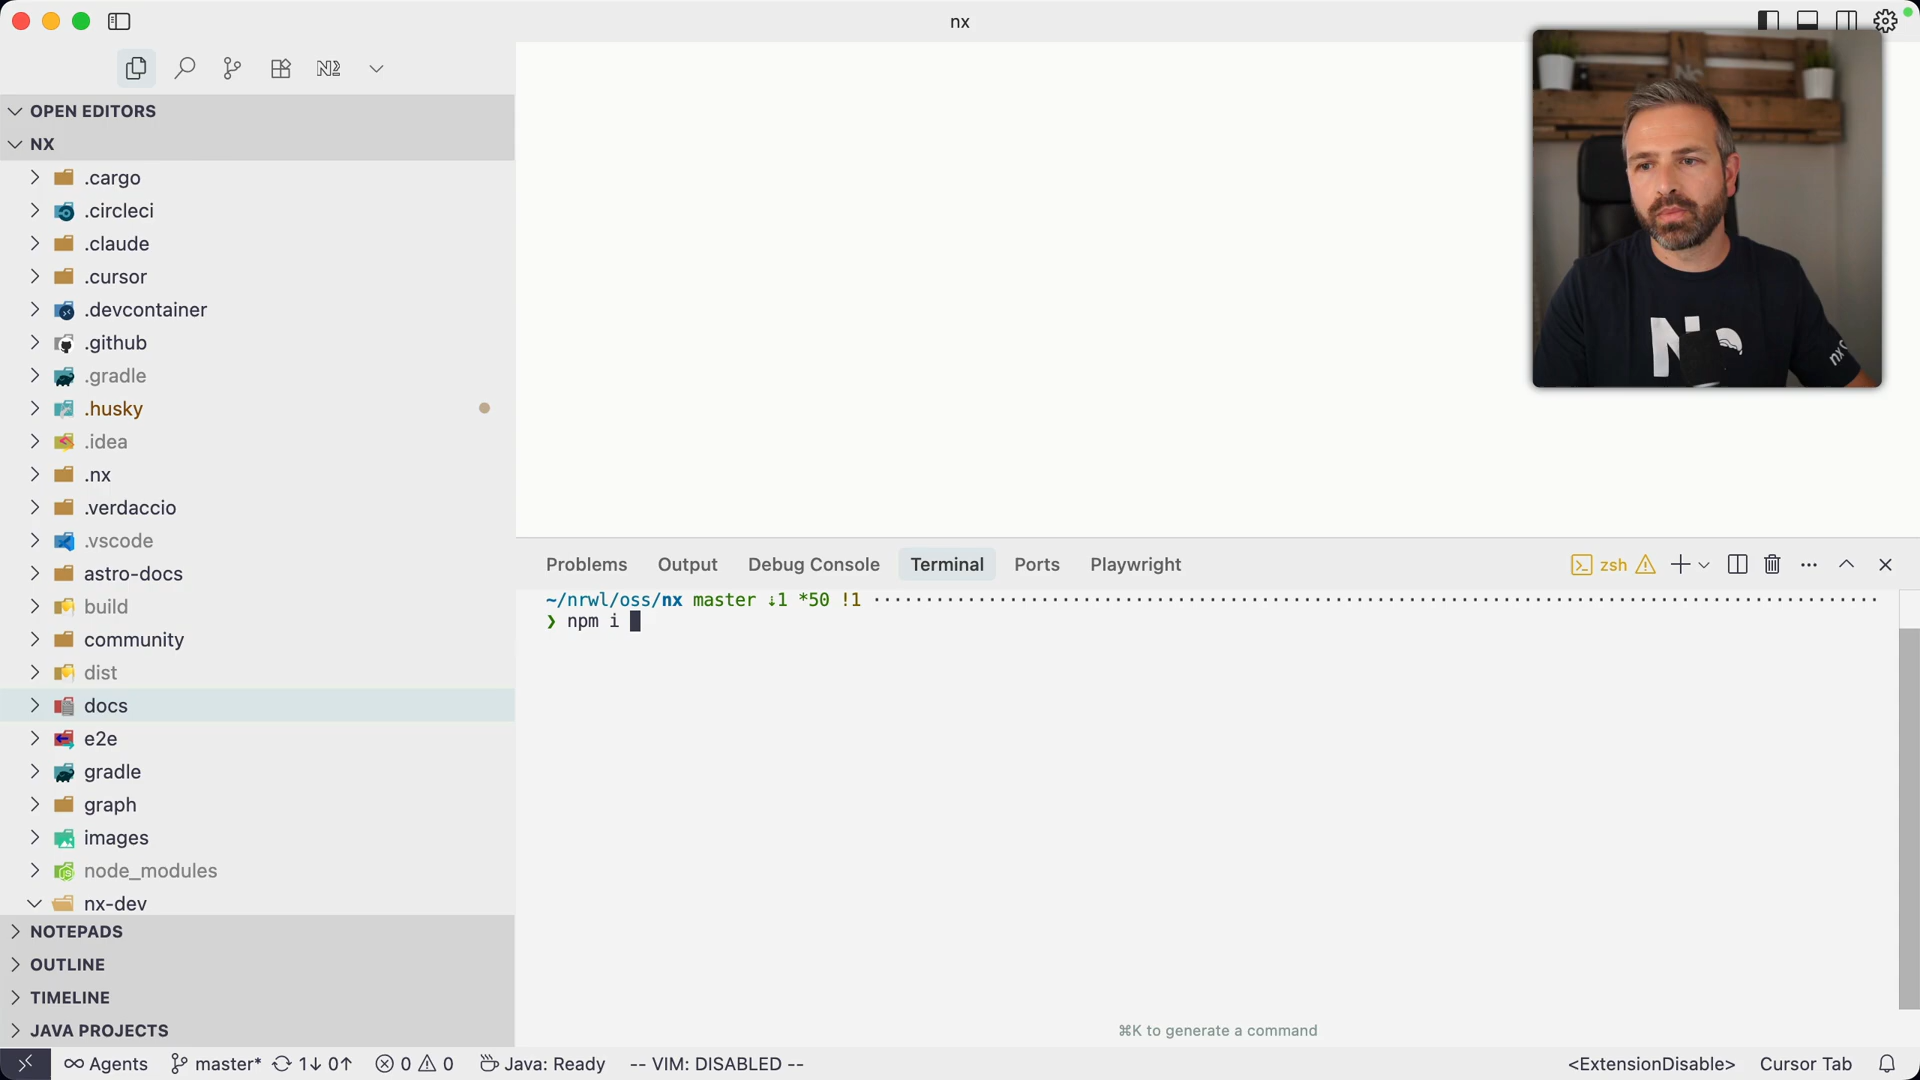 nx
OPEN EDITORS
NX
.cargo
.circleci
.claude
.cursor
.devcontainer
.github
.gradle
.husky
.idea
.nx
.verdaccio
.vscode
astro-docs
build
community
dist
docs
e2e
gradle
graph
images
node_modules
nx-dev
NOTEPADS
OUTLINE
TIMELINE
JAVA PROJECTS
Problems Output Debug Console Terminal Ports Playwright
zsh
~/nrwl/oss/nx master ⇣1 *50 !1
❯ npm i
⌘K to generate a command
Agents master* 1↓ 0↑ 0 0 Java: Ready -- VIM: DISABLED -- <ExtensionDisable> Cursor Tab